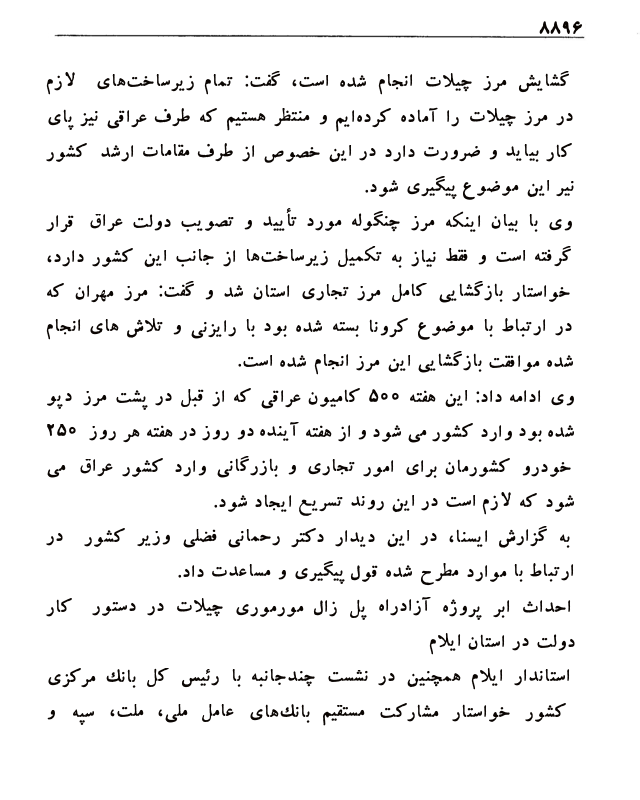 ۸۸۹۶
گشایش مرز چیلات انجام شده است، گفت: تمام زیرساخت‌های لازم
در مرز چیلات را آماده کرده‌ایم و منتظر هستیم که طرف عراقی نیز پای
کار بیاید و ضرورت دارد در این خصوص از طرف مقامات ارشد کشور
نیر این موضوع پیگیری شود.
وی با بیان اینکه مرز چنگوله مورد تأیید و تصویب دولت عراق قرار
گرفته است و فقط نیاز به تکمیل زیرساخت‌ها از جانب این کشور دارد،
خواستار بازگشایی کامل مرز تجاری استان شد و گفت: مرز مهران که
در ارتباط با موضوع کرونا بسته شده بود با رایزنی و تلاش های انجام
شده موافقت بازگشایی این مرز انجام شده است.
وی ادامه داد: این هفته ۵۰۰ کامیون عراقی که از قبل در پشت مرز دپو
شده بود وارد کشور می شود و از هفته آینده دو روز در هفته هر روز ۲۵۰
خودرو کشورمان برای امور تجاری و بازرگانی وارد کشور عراق می
شود که لازم است در این روند تسریع ایجاد شود.
به گزارش ایسنا، در این دیدار دکتر رحمانی فضلی وزیر کشور در
ارتباط با موارد مطرح شده قول پیگیری و مساعدت داد.
احداث ابر پروژه آزادراه پل زال مورموری چیلات در دستور کار
دولت در استان ایلام
استاندار ایلام همچنین در نشست چندجانبه با رئیس کل بانك مرکزی
کشور خواستار مشارکت مستقیم بانك‌های عامل ملی، ملت، سپه و